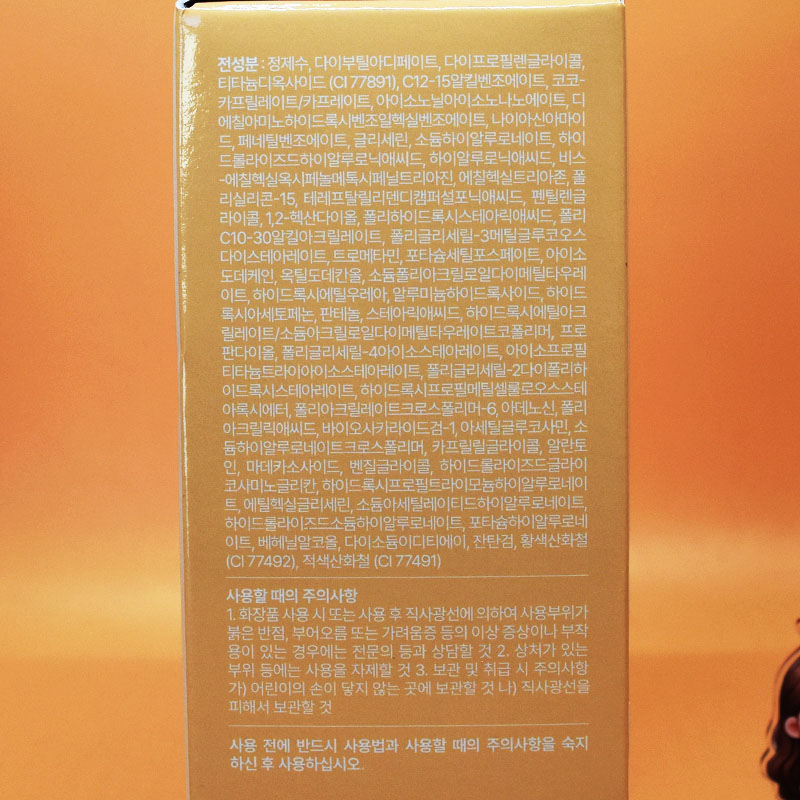 전성분 : 정제수, 다이부틸아디페이트, 다이프로필렌글라이콜,
티타늄디옥사이드 (CI 77891), C12-15알킬벤조에이트, 코코-
카프릴레이트/카프레이트, 아이소노닐아이소노나노에이트, 디
에칠아미노하이드록시벤조일헥실벤조에이트, 나이아신아마이
드, 페네틸벤조에이트, 글리세린, 소듐하이알루로네이트, 하이
드롤라이즈드하이알루로닉애씨드, 하이알루로닉애씨드, 비스
-에칠헥실옥시페놀메톡시페닐트리아진, 에칠헥실트리아존, 폴
리실리콘-15, 테레프탈릴리덴디캠퍼설포닉애씨드, 펜틸렌글
라이콜, 1,2-헥산다이올, 폴리하이드록시스테아릭애씨드, 폴리
C10-30알킬아크릴레이트, 폴리글리세릴-3메틸글루코오스
다이스테아레이트, 트로메타민, 포타슘세틸포스페이트, 아이소
도데케인, 옥틸도데칸올, 소듐폴리아크릴로일다이메틸타우레
이트, 하이드록시에틸우레아, 알루미늄하이드록사이드, 하이드
록시아세토페논, 판테놀, 스테아릭애씨드, 하이드록시에틸아크
릴레이트/소듐아크릴로일다이메틸타우레이트코폴리머, 프로
판다이올, 폴리글리세릴-4아이소스테아레이트, 아이소프로필
티타늄트라이아이소스테아레이트, 폴리글리세릴-2다이폴리하
이드록시스테아레이트, 하이드록시프로필메틸셀룰로오스스테
아록시에터, 폴리아크릴레이트크로스폴리머-6, 아데노신, 폴리
아크릴릭애씨드, 바이오사카라이드검-1, 아세틸글루코사민, 소
듐하이알루로네이트크로스폴리머, 카프릴릴글라이콜, 알란토
인, 마데카소사이드, 벤질글라이콜, 하이드롤라이즈드글라이
코사미노글리칸, 하이드록시프로필트라이모늄하이알루로네이
트, 에틸헥실글리세린, 소듐아세틸레이티드하이알루로네이트,
하이드롤라이즈드소듐하이알루로네이트, 포타슘하이알루로네
이트, 베헤닐알코올, 다이소듐이디티에이, 잔탄검, 황색산화철
(CI 77492), 적색산화철 (CI 77491)
사용할 때의 주의사항
1. 화장품 사용 시 또는 사용 후 직사광선에 의하여 사용부위가
붉은 반점, 부어오름 또는 가려움증 등의 이상 증상이나 부작
용이 있는 경우에는 전문의 등과 상담할 것 2. 상처가 있는
부위 등에는 사용을 자제할 것 3. 보관 및 취급 시 주의사항
가) 어린이의 손이 닿지 않는 곳에 보관할 것 나) 직사광선을
피해서 보관할 것
사용 전에 반드시 사용법과 사용할 때의 주의사항을 숙지
하신 후 사용하십시오.